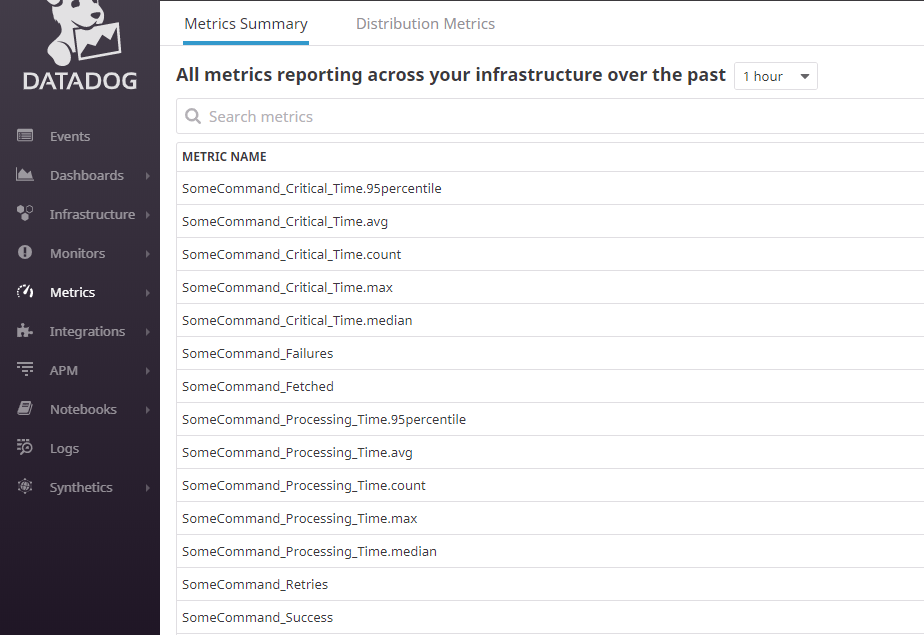 DATADOG
Events
Dashboards
Infrastructure
Monitors
Metrics
Integrations
APM
Notebooks
Logs
Synthetics
Metrics Summary Distribution Metrics
All metrics reporting across your infrastructure over the past 1 hour
Search metrics
METRIC NAME
SomeCommand_Critical_Time.95percentile
SomeCommand_Critical_Time.avg
SomeCommand_Critical_Time.count
SomeCommand_Critical_Time.max
SomeCommand_Critical_Time.median
SomeCommand_Failures
SomeCommand_Fetched
SomeCommand_Processing_Time.95percentile
SomeCommand_Processing_Time.avg
SomeCommand_Processing_Time.count
SomeCommand_Processing_Time.max
SomeCommand_Processing_Time.median
SomeCommand_Retries
SomeCommand_Success